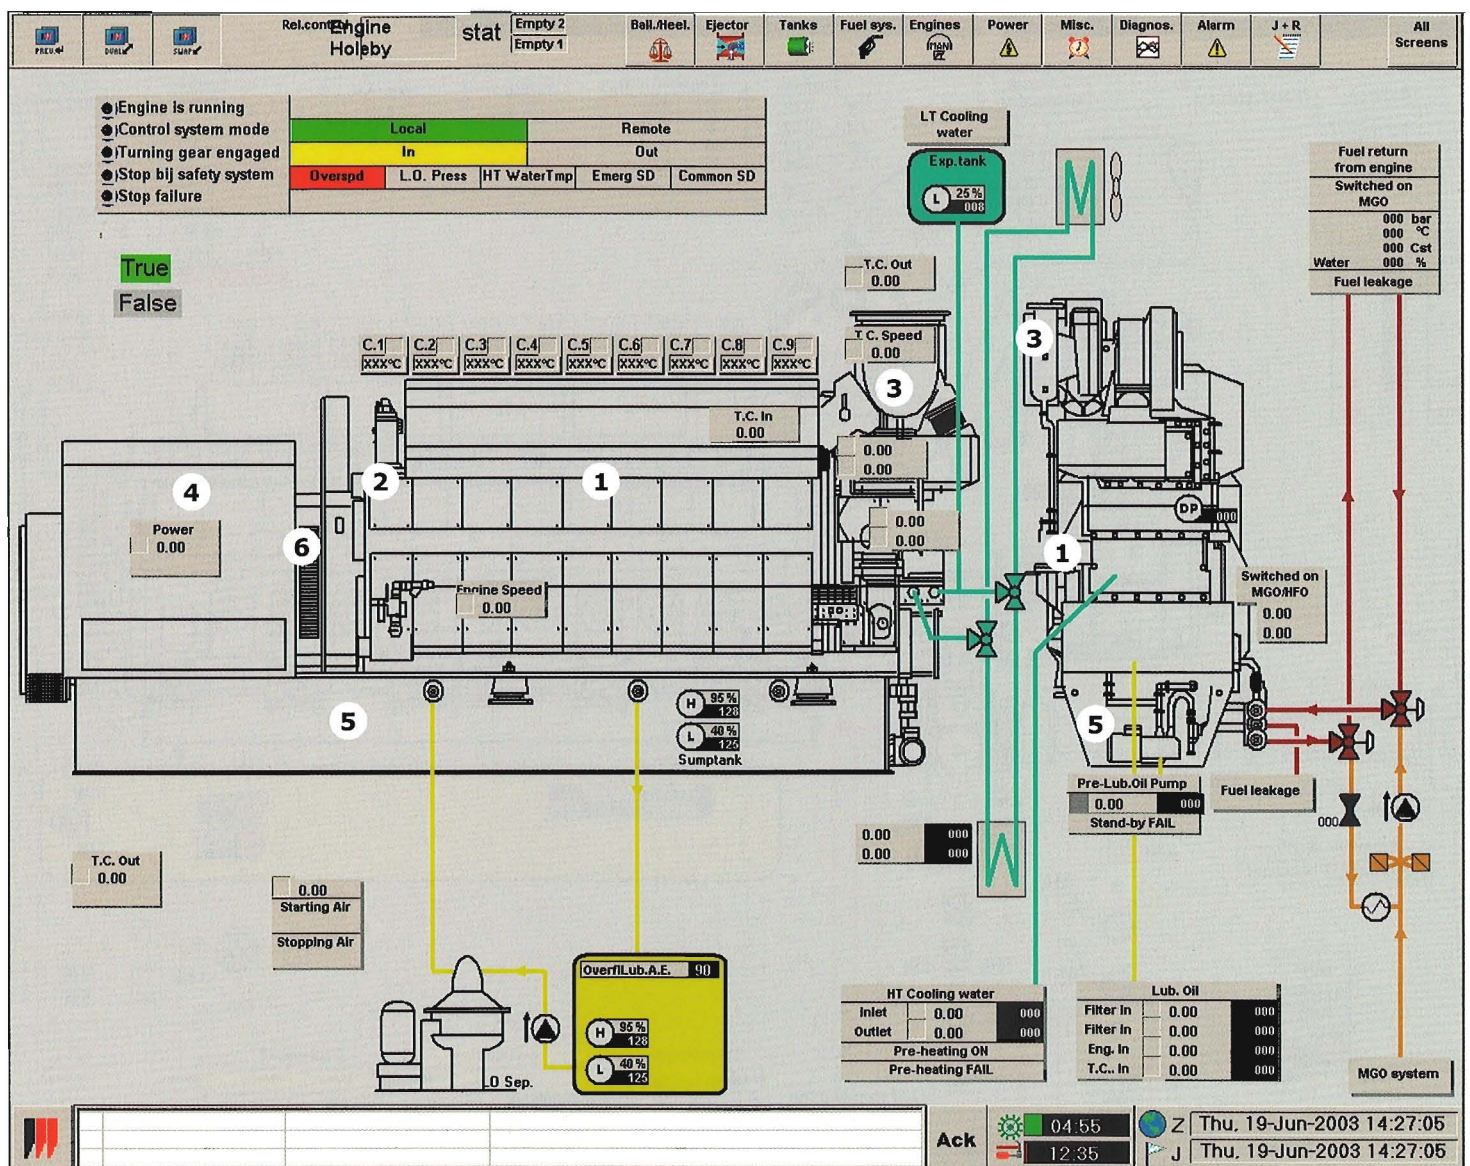 PREV.
DUAL
SWAP
Rel.control
Engine
Holeby
stat
Empty 2
Empty 1
Ball./Heel.
Ejector
Tanks
Fuel sys.
Engines
MAN
Power
Misc.
Diagnos.
Alarm
J + R
All
Screens
Engine is running
Control system mode
Local
Remote
Turning gear engaged
In
Out
Stop bij safety system
Overspd
L.O. Press
HT WaterTmp
Emerg SD
Common SD
Stop failure
True
False
LT Cooling
water
Exp.tank
L
25 %
008
Fuel return
from engine
Switched on
MGO
000 bar
000 °C
000 Cst
Water 000 %
Fuel leakage
T.C. Out
0.00
T.C. Speed
0.00
C.1
XXX°C
C.2
XXX°C
C.3
XXX°C
C.4
XXX°C
C.5
XXX°C
C.6
XXX°C
C.7
XXX°C
C.8
XXX°C
C.9
XXX°C
3
3
T.C. In
0.00
0.00
0.00
4
2
1
Power
0.00
6
0.00
0.00
DP
000
1
Engine Speed
0.00
Switched on
MGO/HFO
0.00
0.00
5
H
95 %
128
L
40 %
125
Sumptank
5
Pre-Lub.Oil Pump
0.00 000
Stand-by FAIL
Fuel leakage
000
0.00 000
0.00 000
T.C. Out
0.00
0.00
Starting Air
Stopping Air
Overfl.Lub.A.E. 90
H
95 %
128
L
40 %
125
LO Sep.
HT Cooling water
Inlet 0.00 000
Outlet 0.00 000
Pre-heating ON
Pre-heating FAIL
Lub. Oil
Filter In 0.00 000
Filter In 0.00 000
Eng. In 0.00 000
T.C.. In 0.00 000
MGO system
Ack
04:55
12:35
Z Thu, 19-Jun-2003 14:27:05
J Thu, 19-Jun-2003 14:27:05